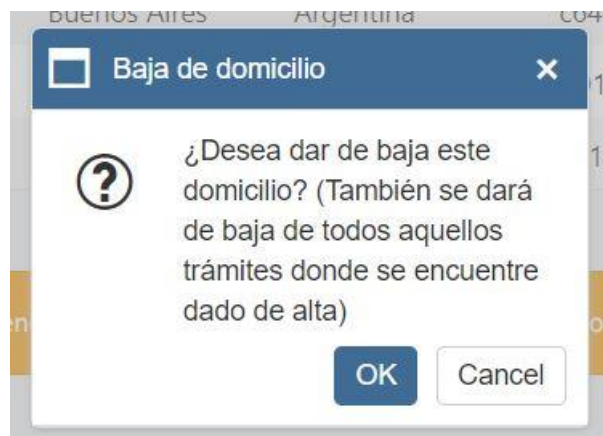 Buenos Aires Argentina c64
Baja de domicilio ×
¿Desea dar de baja este
domicilio? (También se dará
de baja de todos aquellos
trámites donde se encuentre
dado de alta)
OK Cancel